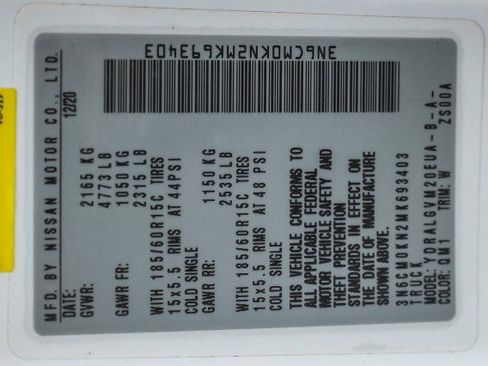 MFD. BY NISSAN MOTOR CO., LTD.
DATE: 12/20
GVWR: 2165 KG
4773 LB
GAWR FR: 1050 KG
2315 LB
WITH 185/60R15C TIRES
15x5.5 RIMS AT 44PSI
COLD SINGLE
GAWR RR: 1150 KG
2535 LB
WITH 185/60R15C TIRES
15x5.5 RIMS AT 48 PSI
COLD SINGLE
THIS VEHICLE CONFORMS TO
ALL APPLICABLE FEDERAL
MOTOR VEHICLE SAFETY AND
THEFT PREVENTION
STANDARDS IN EFFECT ON
THE DATE OF MANUFACTURE
SHOWN ABOVE.
3N6CM0KN2MK693403
TRUCK
MODEL: YBRALGVM20EUA-B-A-
COLOR: QM1 TRIM: W ZS00A
3N6CM0KN2MK693403